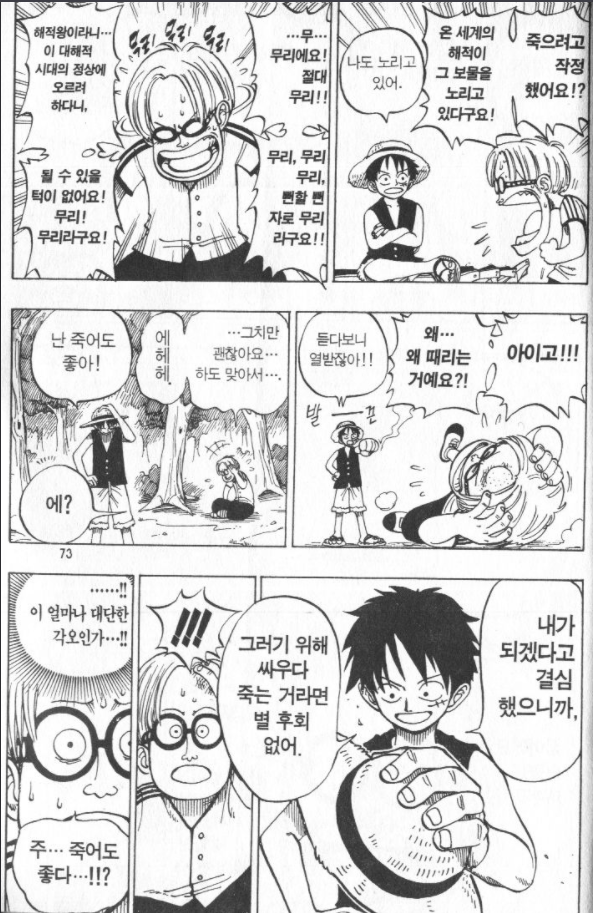 죽으려고
작정
했어요!?
온 세계의
해적이
그 보물을
노리고
있다구요!
나도 노리고
있어.
…무…
무리에요!
절대
무리!!
무리, 무리
무리,
뻔할 뻔
자로 무리
라구요!!
무리!
무리!
무리!
해적왕이라니…
이 대해적
시대의 정상에
오르려
하다니,
될 수 있을
턱이 없어요!
무리!
무리라구요!
아이고!!!
왜…
왜 때리는
거예요?!
듣다보니
열받잖아!!
발─끈
…그치만
괜찮아요…
하도 맞아서….
에
헤
헤.
난 죽어도
좋아!
에?
73
내가
되겠다고
결심
했으니까,
그러기 위해
싸우다
죽는 거라면
별 후회
없어.
!!!
……!!
이 얼마나 대단한
각오인가…!!
주… 죽어도
좋다…!!?